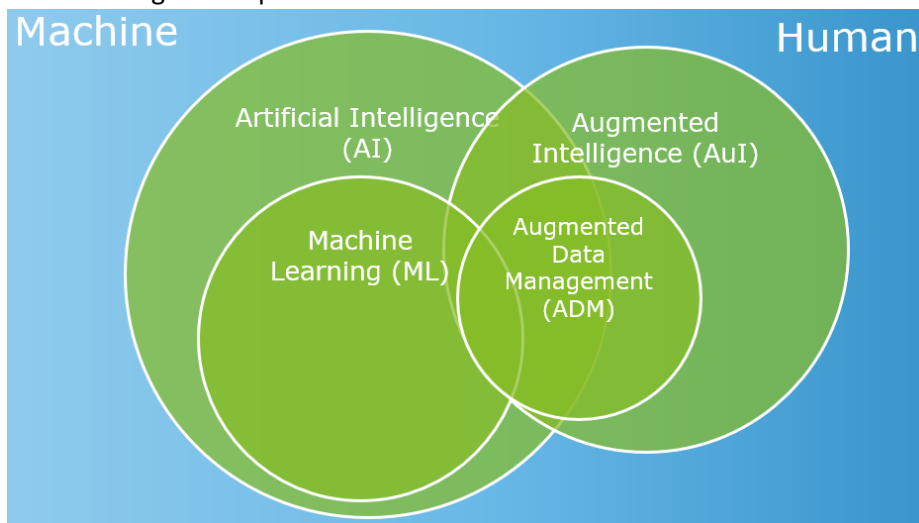 Machine
Human
Artificial Intelligence
(AI)
Augmented
Intelligence (AuI)
Machine
Learning (ML)
Augmented
Data
Management
(ADM)